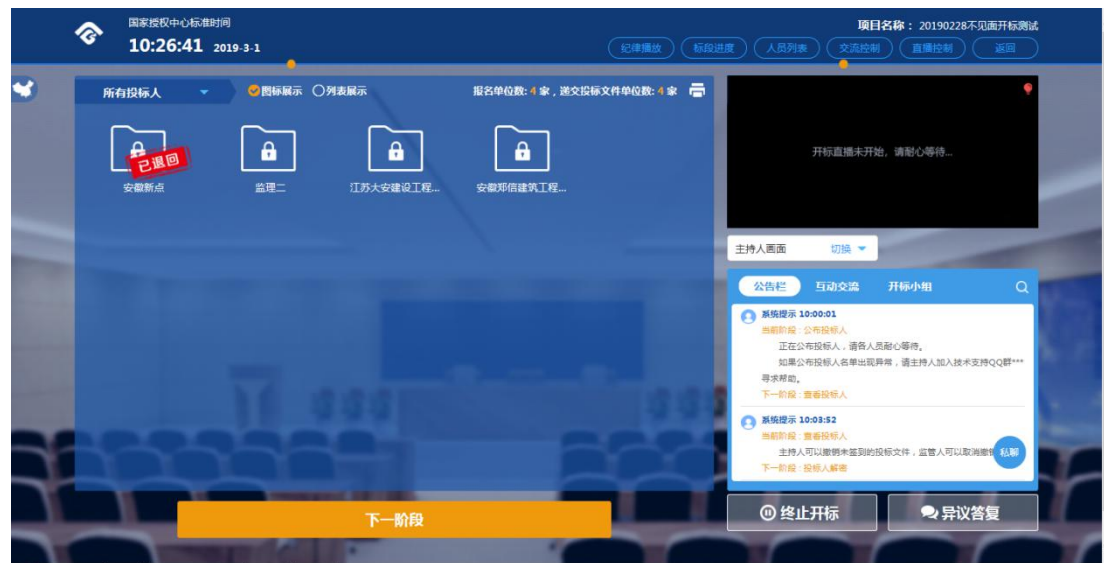 国家授权中心标准时间
10:26:41 2019-3-1
项目名称：20190228不见面开标测试
纪律播放 标段进度 人员列表 交流控制 直播控制 返回
所有投标人 图标展示 列表展示 报名单位数: 4 家，递交投标文件单位数: 4 家
已退回
安徽新点 监理二 江苏大安建设工程... 安徽郑信建筑工程...
开标直播未开始，请耐心等待...
主持人画面 切换
公告栏 互动交流 开标小组
系统提示 10:00:01
当前阶段：公布投标人
正在公布投标人，请各人员耐心等待。
如果公布投标人名单出现异常，请主持人加入技术支持QQ群***
寻求帮助。
下一阶段：查看投标人
系统提示 10:03:52
当前阶段：查看投标人
主持人可以撤销未签到的投标文件，监管人可以取消撤
私聊
下一阶段：投标人解密
下一阶段
终止开标 异议答复